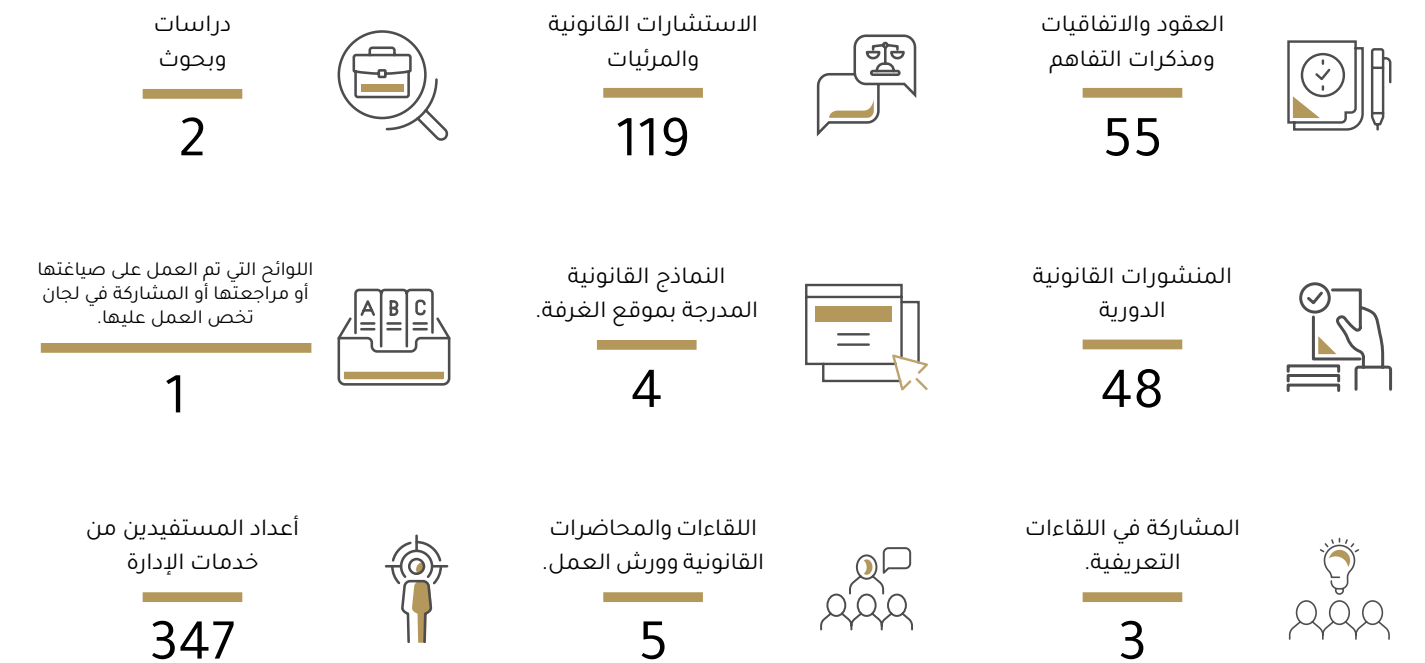 العقود والاتفاقيات
ومذكرات التفاهم
55
الاستشارات القانونية
والمرئيات
119
دراسات
وبحوث
2
المنشورات القانونية
الدورية
48
النماذج القانونية
المدرجة بموقع الغرفة.
4
اللوائح التي تم العمل على صياغتها
أو مراجعتها أو المشاركة في لجان
تخص العمل عليها.
1
A B C
المشاركة في اللقاءات
التعريفية.
3
اللقاءات والمحاضرات
القانونية وورش العمل.
5
أعداد المستفيدين من
خدمات الإدارة
347